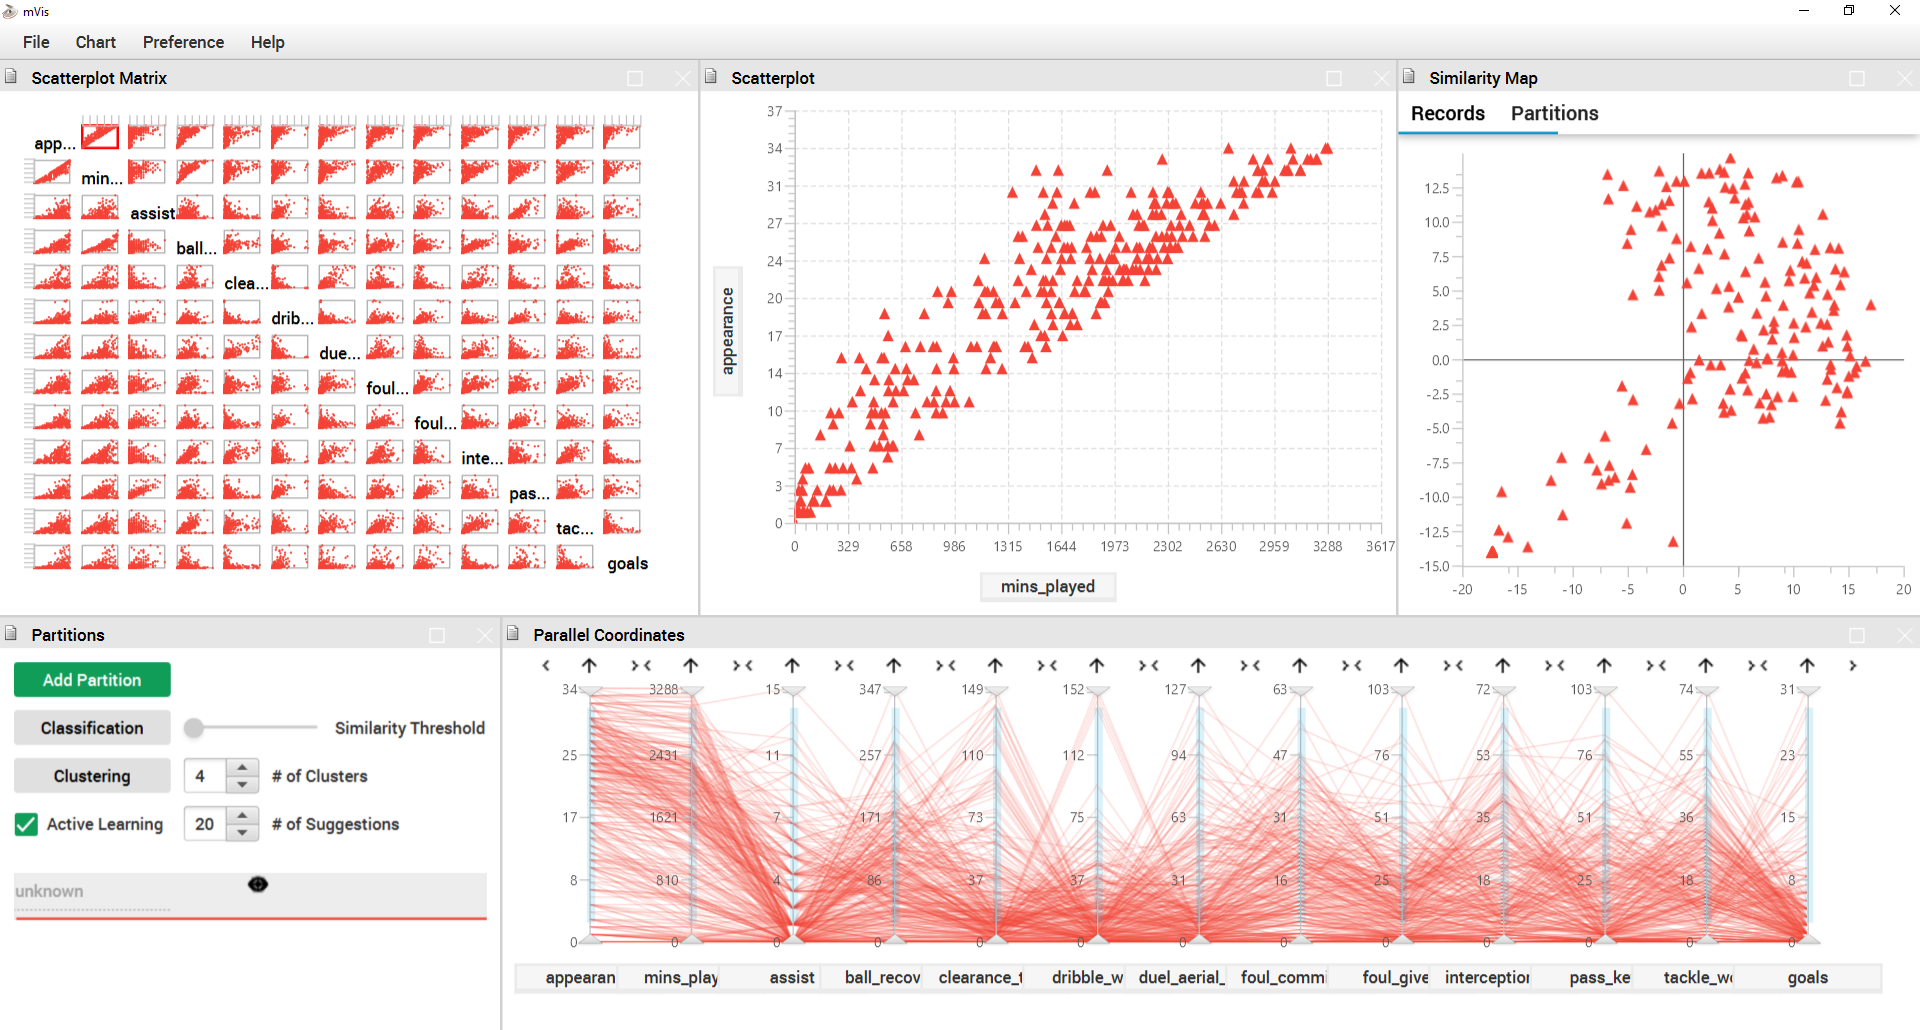 mVis
File Chart Preference Help
Scatterplot Matrix
app...
min...
assist
ball...
clea...
drib...
due...
foul...
foul...
inte...
pas...
tac...
goals
Scatterplot
37
34
31
27
24
20
17
14
10
7
3
0
appearance
0 329 658 986 1315 1644 1973 2302 2630 2959 3288 3617
mins_played
Similarity Map
Records Partitions
12.5
10.0
7.5
5.0
2.5
0.0
-2.5
-5.0
-7.5
-10.0
-12.5
-15.0
-20 -15 -10 -5 0 5 10 15 20
Partitions
Add Partition
Classification Similarity Threshold
Clustering 4 # of Clusters
Active Learning 20 # of Suggestions
unknown
Parallel Coordinates
34 3288 15 347 149 152 127 63 103 72 103 74 31
25 2431 11 257 110 112 94 47 76 53 76 55 23
17 1621 7 171 73 75 63 31 51 35 51 36 15
8 810 4 86 37 37 31 16 25 18 25 18 8
0 0 0 0 0 0 0 0 0 0 0 0 0
appearan mins_play assist ball_recov clearance_t dribble_w duel_aerial_ foul_commi foul_give interception pass_ke tackle_w goals